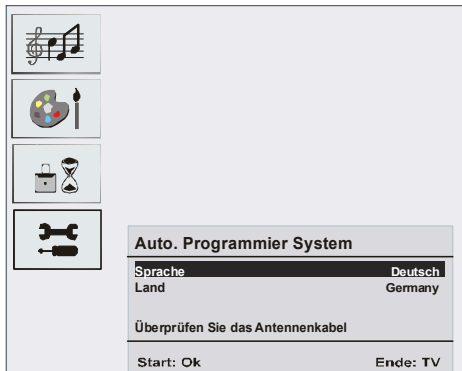 Auto. Programmier System
Sprache Deutsch
Land Germany
Überprüfen Sie das Antennenkabel
Start: Ok Ende: TV